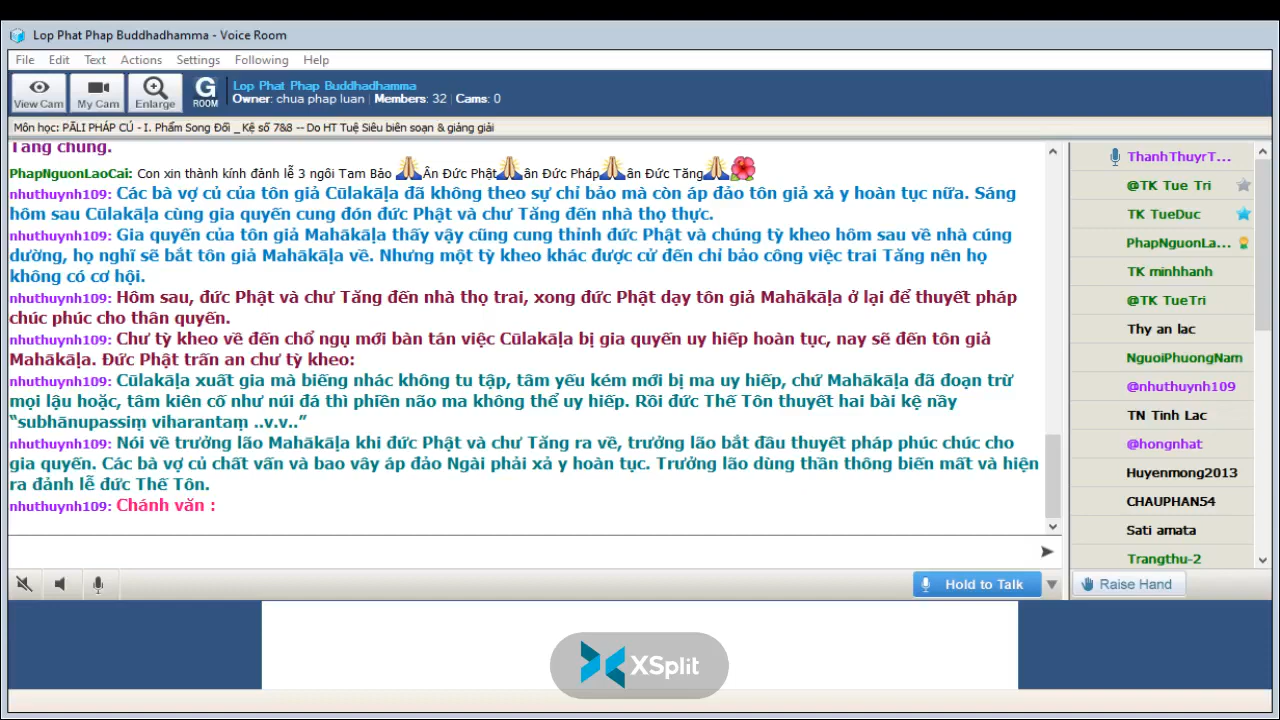 Lop Phat Phap Buddhadhamma - Voice Room
File Edit Text Actions Settings Following Help
View Cam My Cam Enlarge G ROOM
Lop Phat Phap Buddhadhamma
Owner: chua phap luan | Members: 32 | Cams: 0
Môn học: PĀLI PHÁP CÚ - I. Phẩm Song Đối _ Kệ số 7&8 -- Do HT Tuệ Siêu biên soạn & giảng giải
Tăng chúng.
PhapNguonLaoCai: Con xin thành kính đảnh lễ 3 ngôi Tam Bảo 🙏Ân Đức Phật🙏ân Đức Pháp🙏ân Đức Tăng🙏🌺
nhuthuynh109: Các bà vợ củ của tôn giả Cūlakāḷa đã không theo sự chỉ bảo mà còn áp đảo tôn giả xả y hoàn tục nữa. Sáng
hôm sau Cūlakāḷa cùng gia quyến cung đón đức Phật và chư Tăng đến nhà thọ thực.
nhuthuynh109: Gia quyến của tôn giả Mahākāḷa thấy vậy cũng cung thỉnh đức Phật và chúng tỳ kheo hôm sau về nhà cúng
dường, họ nghĩ sẽ bắt tôn giả Mahākāḷa về. Nhưng một tỳ kheo khác được cử đến chỉ bảo công việc trai Tăng nên họ
không có cơ hội.
nhuthuynh109: Hôm sau, đức Phật và chư Tăng đến nhà thọ trai, xong đức Phật dạy tôn giả Mahākāḷa ở lại để thuyết pháp
chúc phúc cho thân quyến.
nhuthuynh109: Chư tỳ kheo về đến chổ ngụ mới bàn tán việc Cūlakāḷa bị gia quyến uy hiếp hoàn tục, nay sẽ đến tôn giả
Mahākāḷa. Đức Phật trấn an chư tỳ kheo:
nhuthuynh109: Cūlakāḷa xuất gia mà biếng nhác không tu tập, tâm yếu kém mới bị ma uy hiếp, chứ Mahākāḷa đã đoạn trừ
mọi lậu hoặc, tâm kiên cố như núi đá thì phiền não ma không thể uy hiếp. Rồi đức Thế Tôn thuyết hai bài kệ nầy
“subhānupassiṃ viharantaṃ ..v.v..”
nhuthuynh109: Nói về trưởng lão Mahākāḷa khi đức Phật và chư Tăng ra về, trưởng lão bắt đầu thuyết pháp phúc chúc cho
gia quyến. Các bà vợ củ chất vấn và bao vây áp đảo Ngài phải xả y hoàn tục. Trưởng lão dùng thần thông biến mất và hiện
ra đảnh lễ đức Thế Tôn.
nhuthuynh109: Chánh văn :
ThanhThuyrT...
@TK Tue Tri
TK TueDuc
PhapNguonLa...
TK minhhanh
@TK TueTri
Thy an lac
NguoiPhuongNam
@nhuthuynh109
TN Tinh Lac
@hongnhat
Huyenmong2013
CHAUPHAN54
Sati amata
Trangthu-2
Hold to Talk
Raise Hand
XSplit